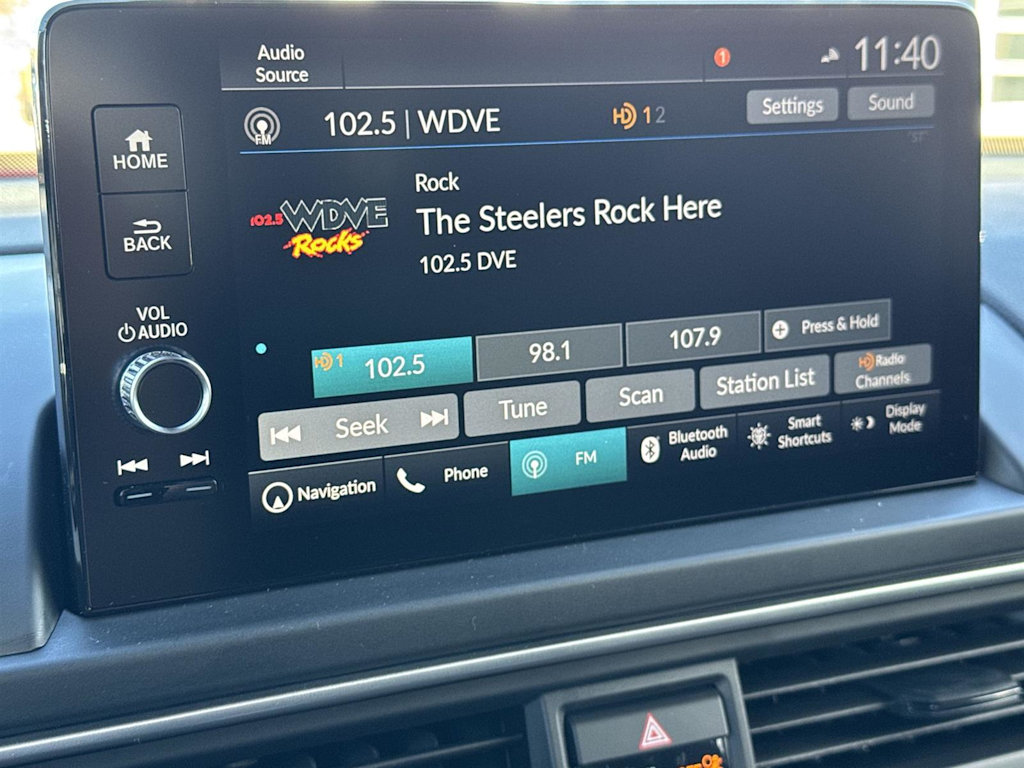 Audio
Source
1
11:40
FM
102.5 | WDVE
HD 1 2
Settings
Sound
HOME
BACK
VOL
AUDIO
Rock
The Steelers Rock Here
102.5 DVE
102.5 WDVE
Rocks
HD 1 102.5
98.1
107.9
Press & Hold
Seek
Tune
Scan
Station List
HD Radio
Channels
Navigation
Phone
FM
Bluetooth
Audio
Smart
Shortcuts
Display
Mode